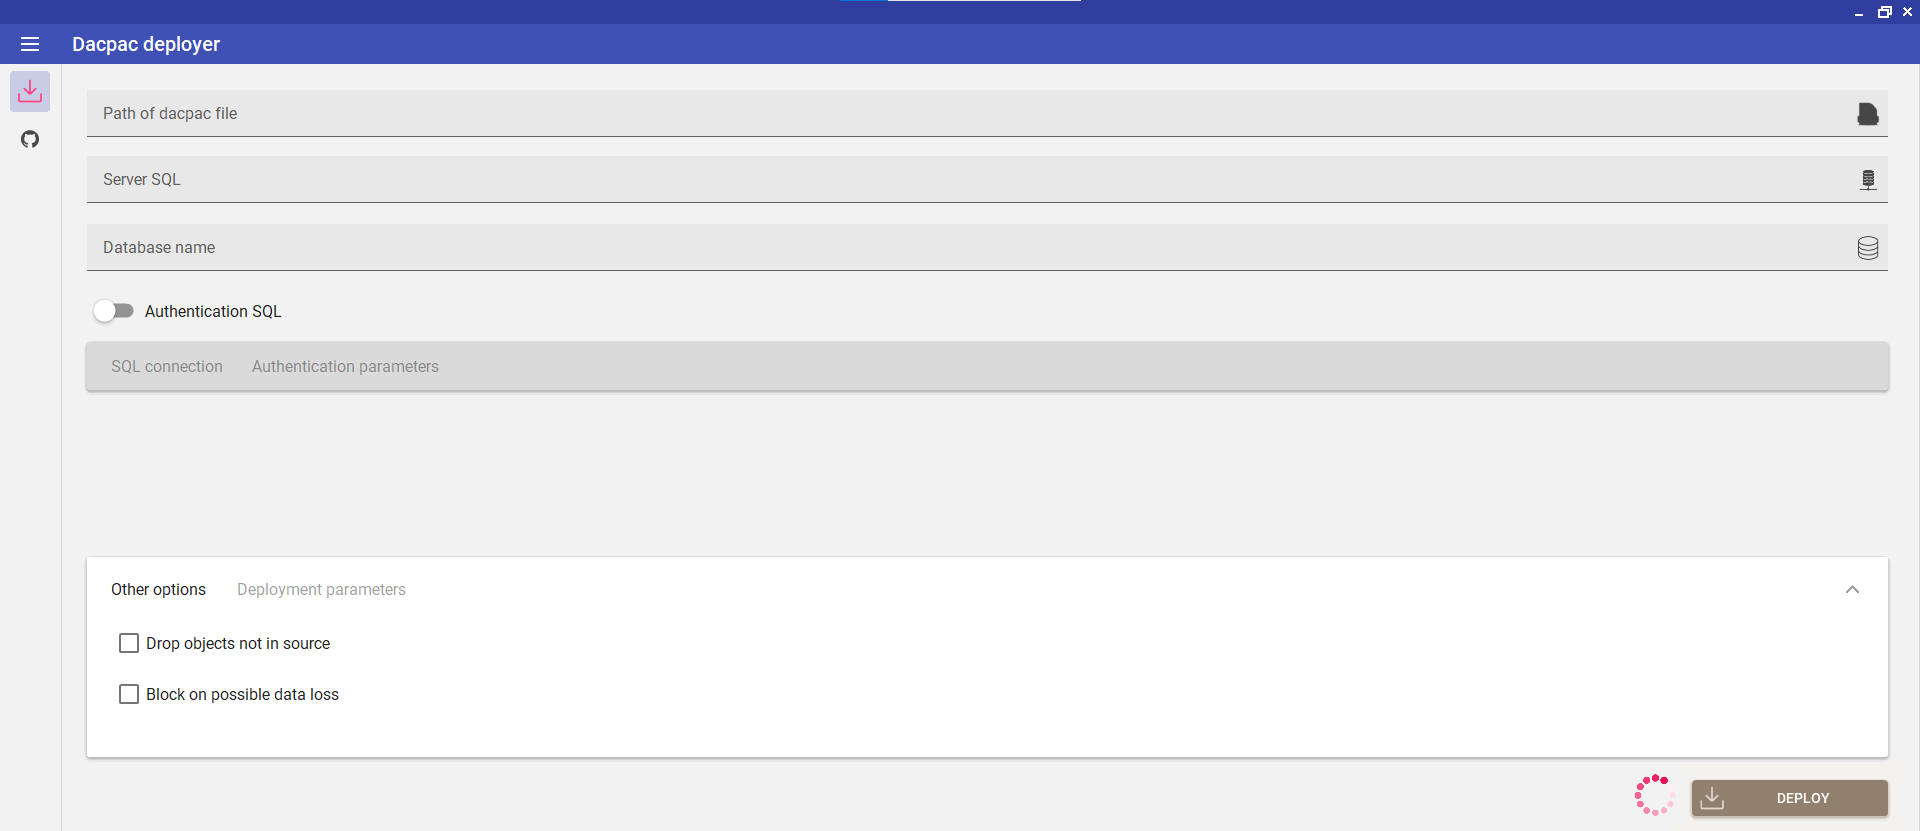 Dacpac deployer
Path of dacpac file
Server SQL
Database name
Authentication SQL
SQL connection Authentication parameters
Other options Deployment parameters
Drop objects not in source
Block on possible data loss
DEPLOY